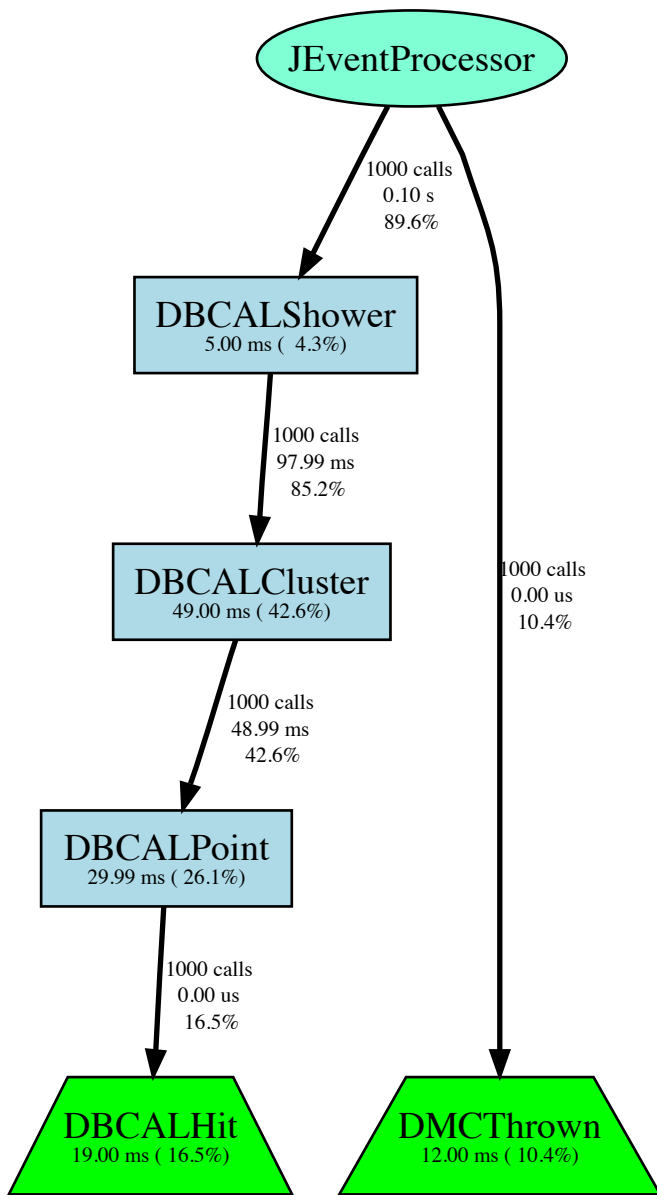 JEventProcessor
1000 calls
0.10 s
89.6%
DBCALShower
5.00 ms (  4.3%)
1000 calls
97.99 ms
85.2%
DBCALCluster
49.00 ms ( 42.6%)
1000 calls
0.00 us
10.4%
1000 calls
48.99 ms
42.6%
DBCALPoint
29.99 ms ( 26.1%)
1000 calls
0.00 us
16.5%
DBCALHit
19.00 ms ( 16.5%)
DMCThrown
12.00 ms ( 10.4%)